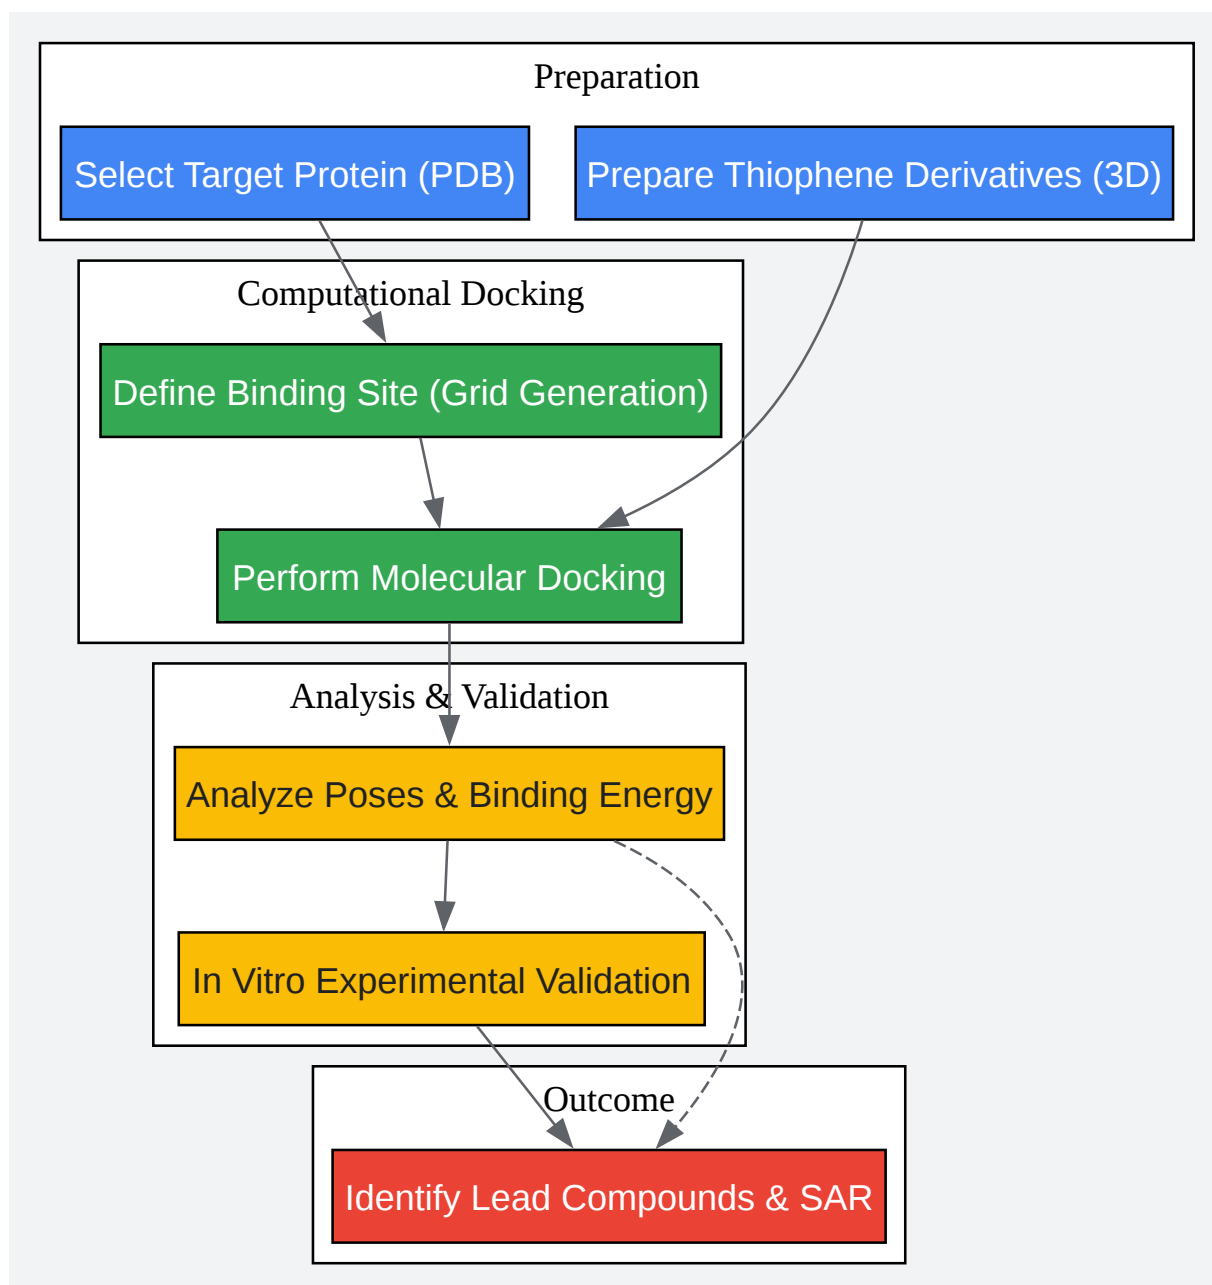 Preparation
Select Target Protein (PDB)
Prepare Thiophene Derivatives (3D)
Computational Docking
Define Binding Site (Grid Generation)
Perform Molecular Docking
Analysis & Validation
Analyze Poses & Binding Energy
In Vitro Experimental Validation
Outcome
Identify Lead Compounds & SAR